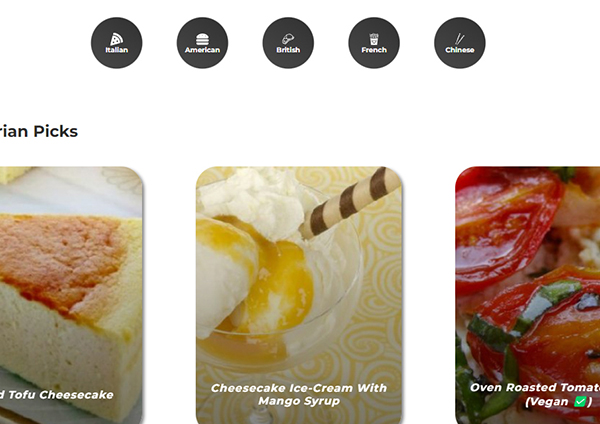 Italian
American
British
French
Chinese
rian Picks
d Tofu Cheesecake
Cheesecake Ice-Cream With
Mango Syrup
Oven Roasted Tomato
(Vegan ✅)